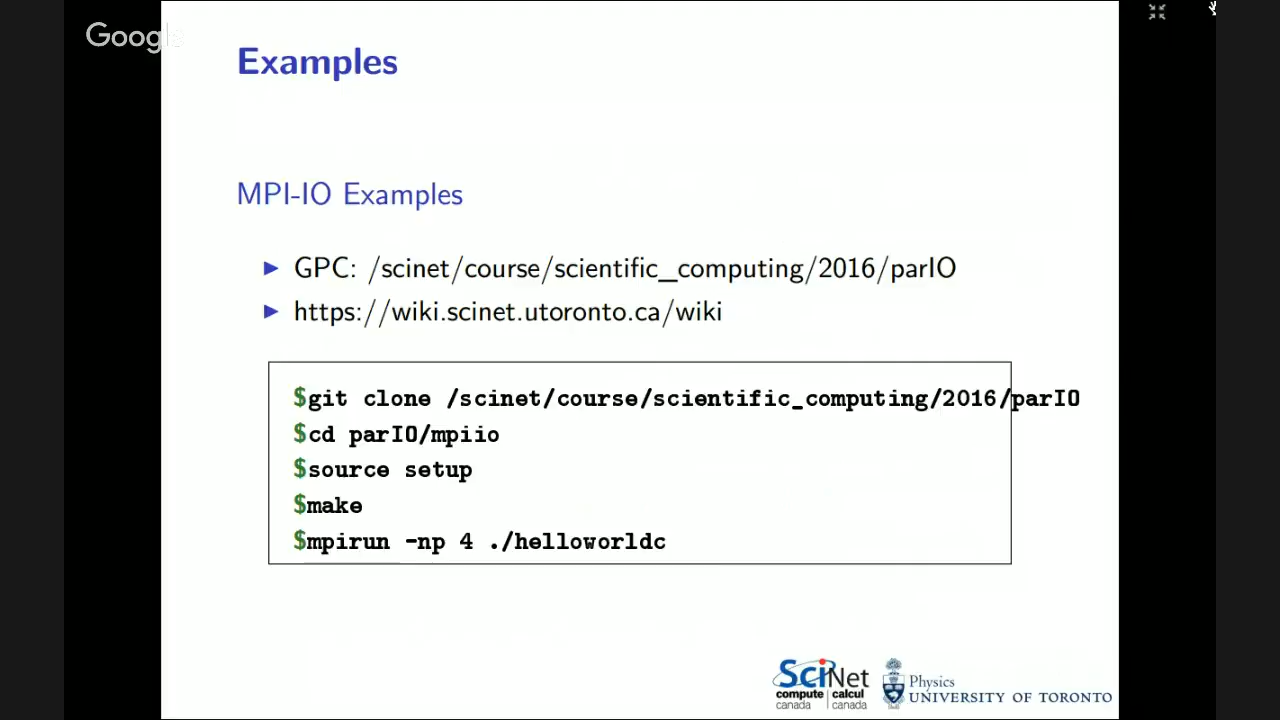 Google
Examples
MPI-IO Examples
GPC: /scinet/course/scientific_computing/2016/parIO
https://wiki.scinet.utoronto.ca/wiki
$git clone /scinet/course/scientific_computing/2016/parIO
$cd parIO/mpiio
$source setup
$make
$mpirun -np 4 ./helloworldc
SciNet
compute | calcul
canada | canada
Physics
UNIVERSITY OF TORONTO